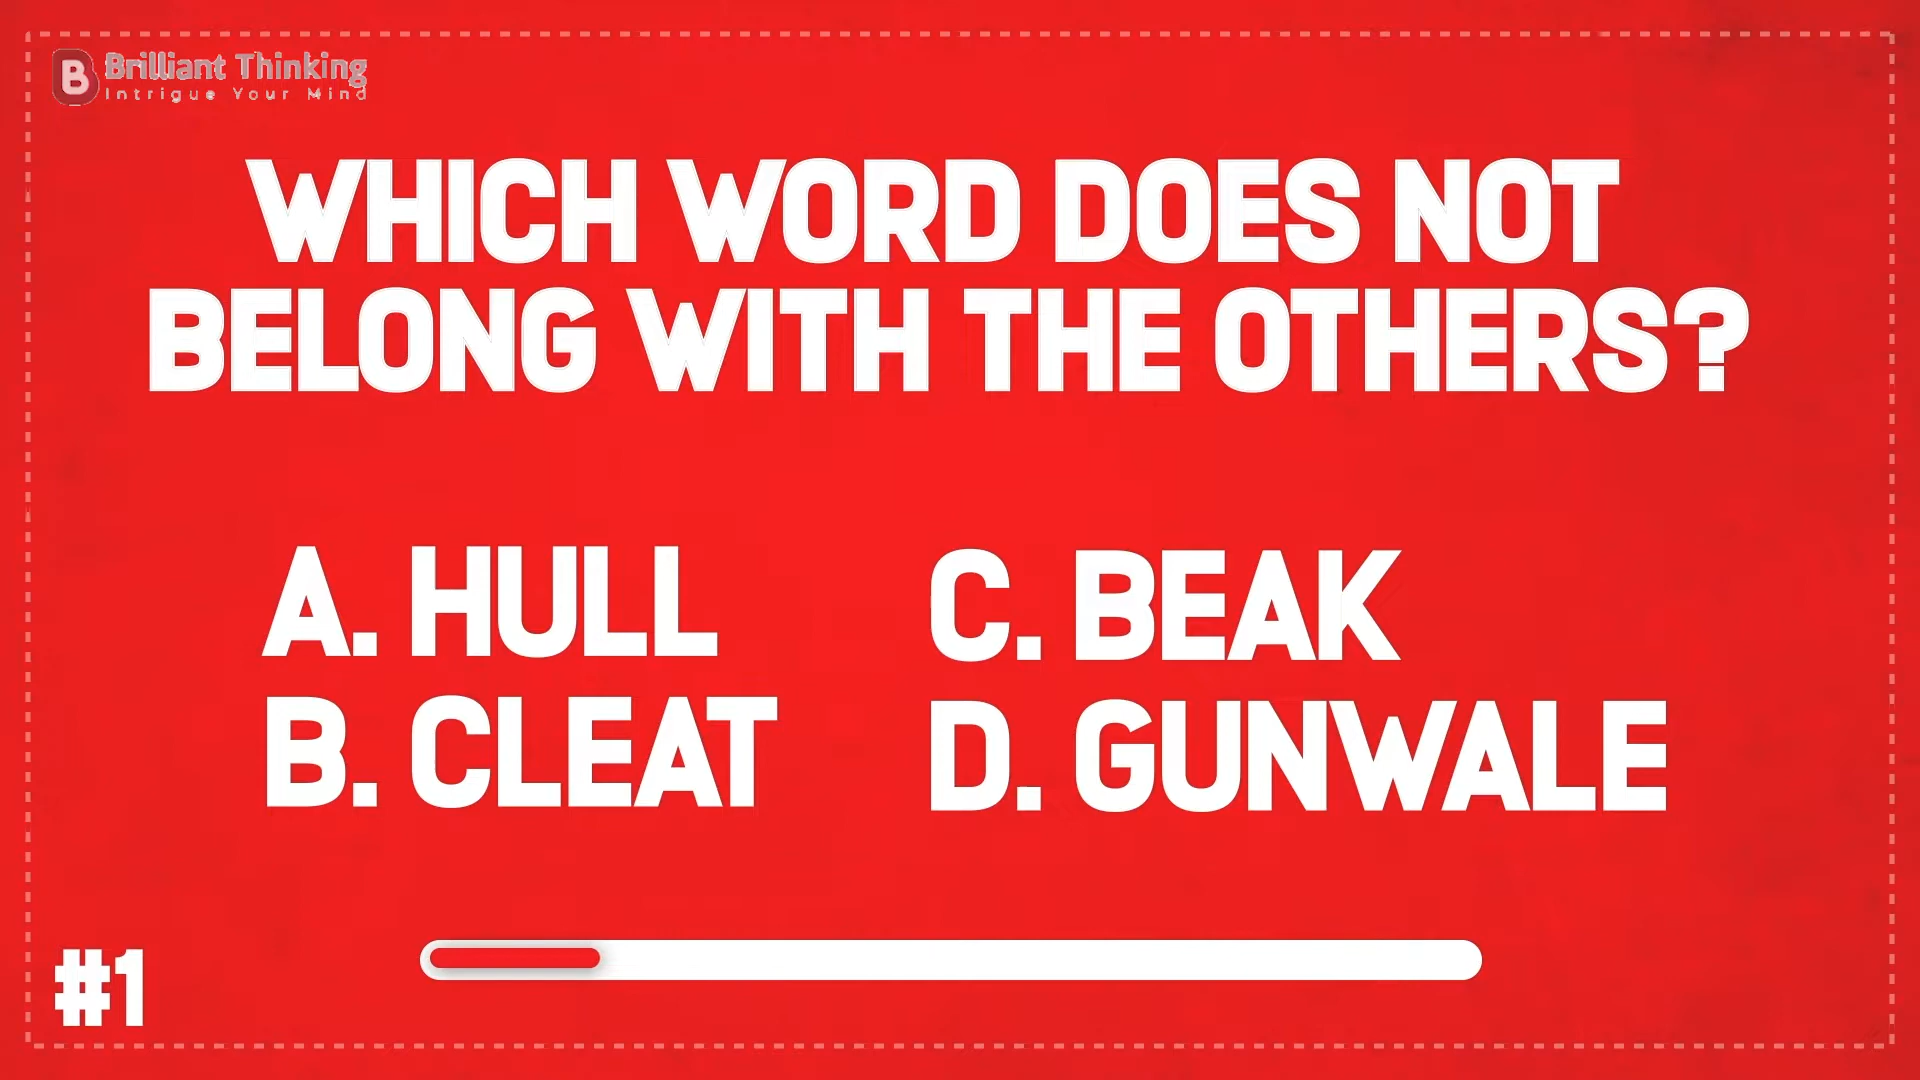 Brilliant Thinking
Intrigue Your Mind
WHICH WORD DOES NOT
BELONG WITH THE OTHERS?
A. HULL
B. CLEAT
C. BEAK
D. GUNWALE
#1